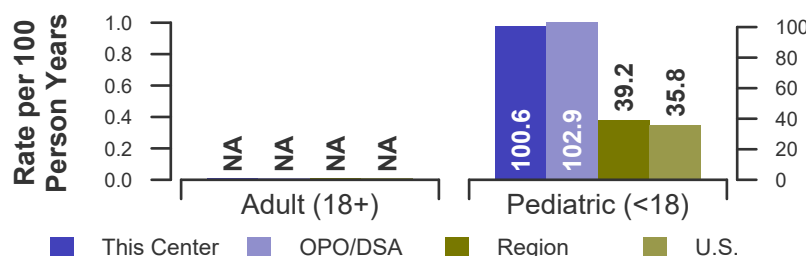 Rate per 100
Person Years
1.0
0.8
0.6
0.4
0.2
0.0
NA NA NA NA
100.6 102.9 39.2 35.8
100
80
60
40
20
0
Adult (18+) Pediatric (<18)
This Center OPO/DSA Region U.S.